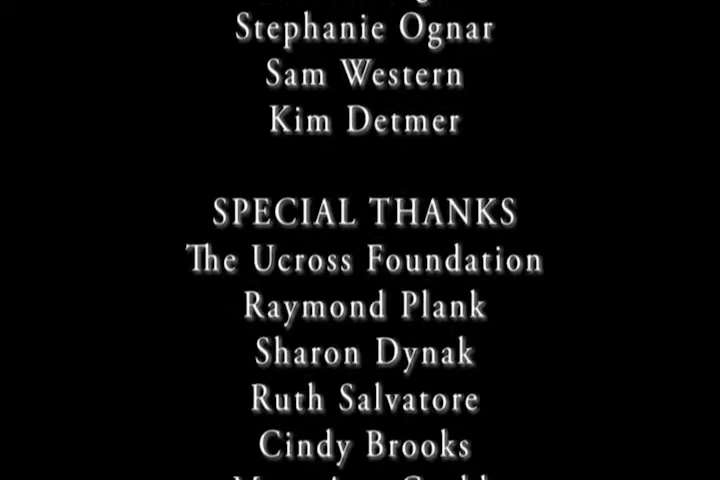 Stephanie Ognar
Sam Western
Kim Detmer
SPECIAL THANKS
The Ucross Foundation
Raymond Plank
Sharon Dynak
Ruth Salvatore
Cindy Brooks